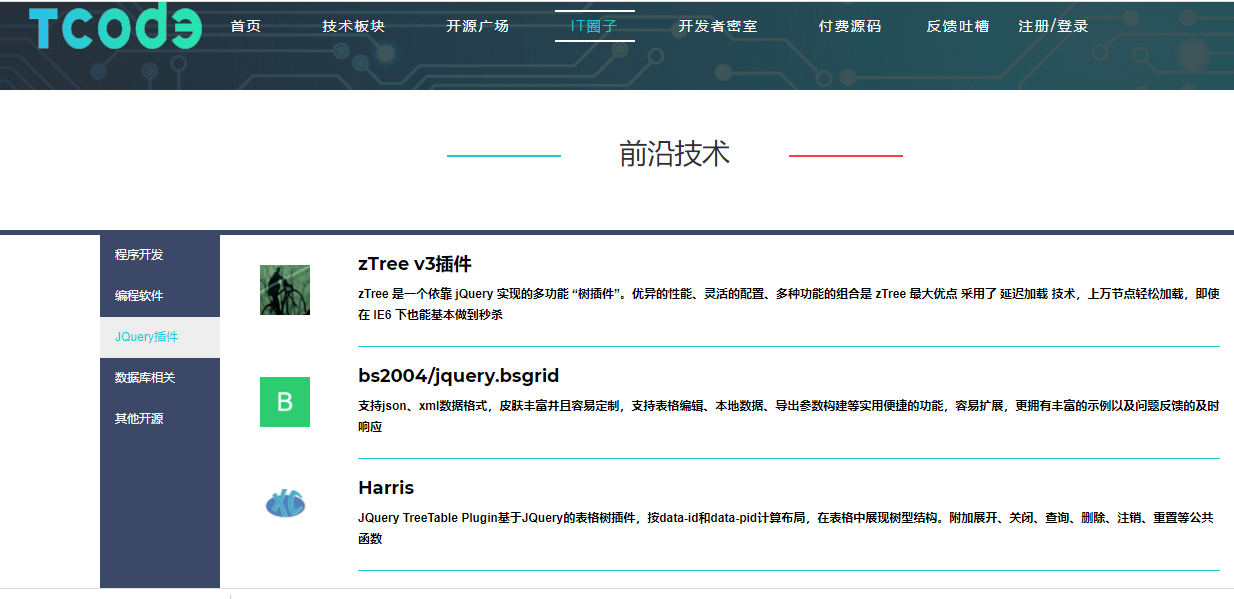 Tcode 首页 技术板块 开源广场 IT圈子 开发者密室 付费源码 反馈吐槽 注册/登录
前沿技术
程序开发
编程软件
JQuery插件
数据库相关
其他开源
zTree v3插件
zTree 是一个依靠 jQuery 实现的多功能 “树插件”。优异的性能、灵活的配置、多种功能的组合是 zTree 最大优点 采用了 延迟加载 技术，上万节点轻松加载，即使
在 IE6 下也能基本做到秒杀
B
bs2004/jquery.bsgrid
支持json、xml数据格式，皮肤丰富并且容易定制，支持表格编辑、本地数据、导出参数构建等实用便捷的功能，容易扩展，更拥有丰富的示例以及问题反馈的及时
响应
XC
Harris
JQuery TreeTable Plugin基于JQuery的表格树插件，按data-id和data-pid计算布局，在表格中展现树型结构。附加展开、关闭、查询、删除、注销、重置等公共
函数